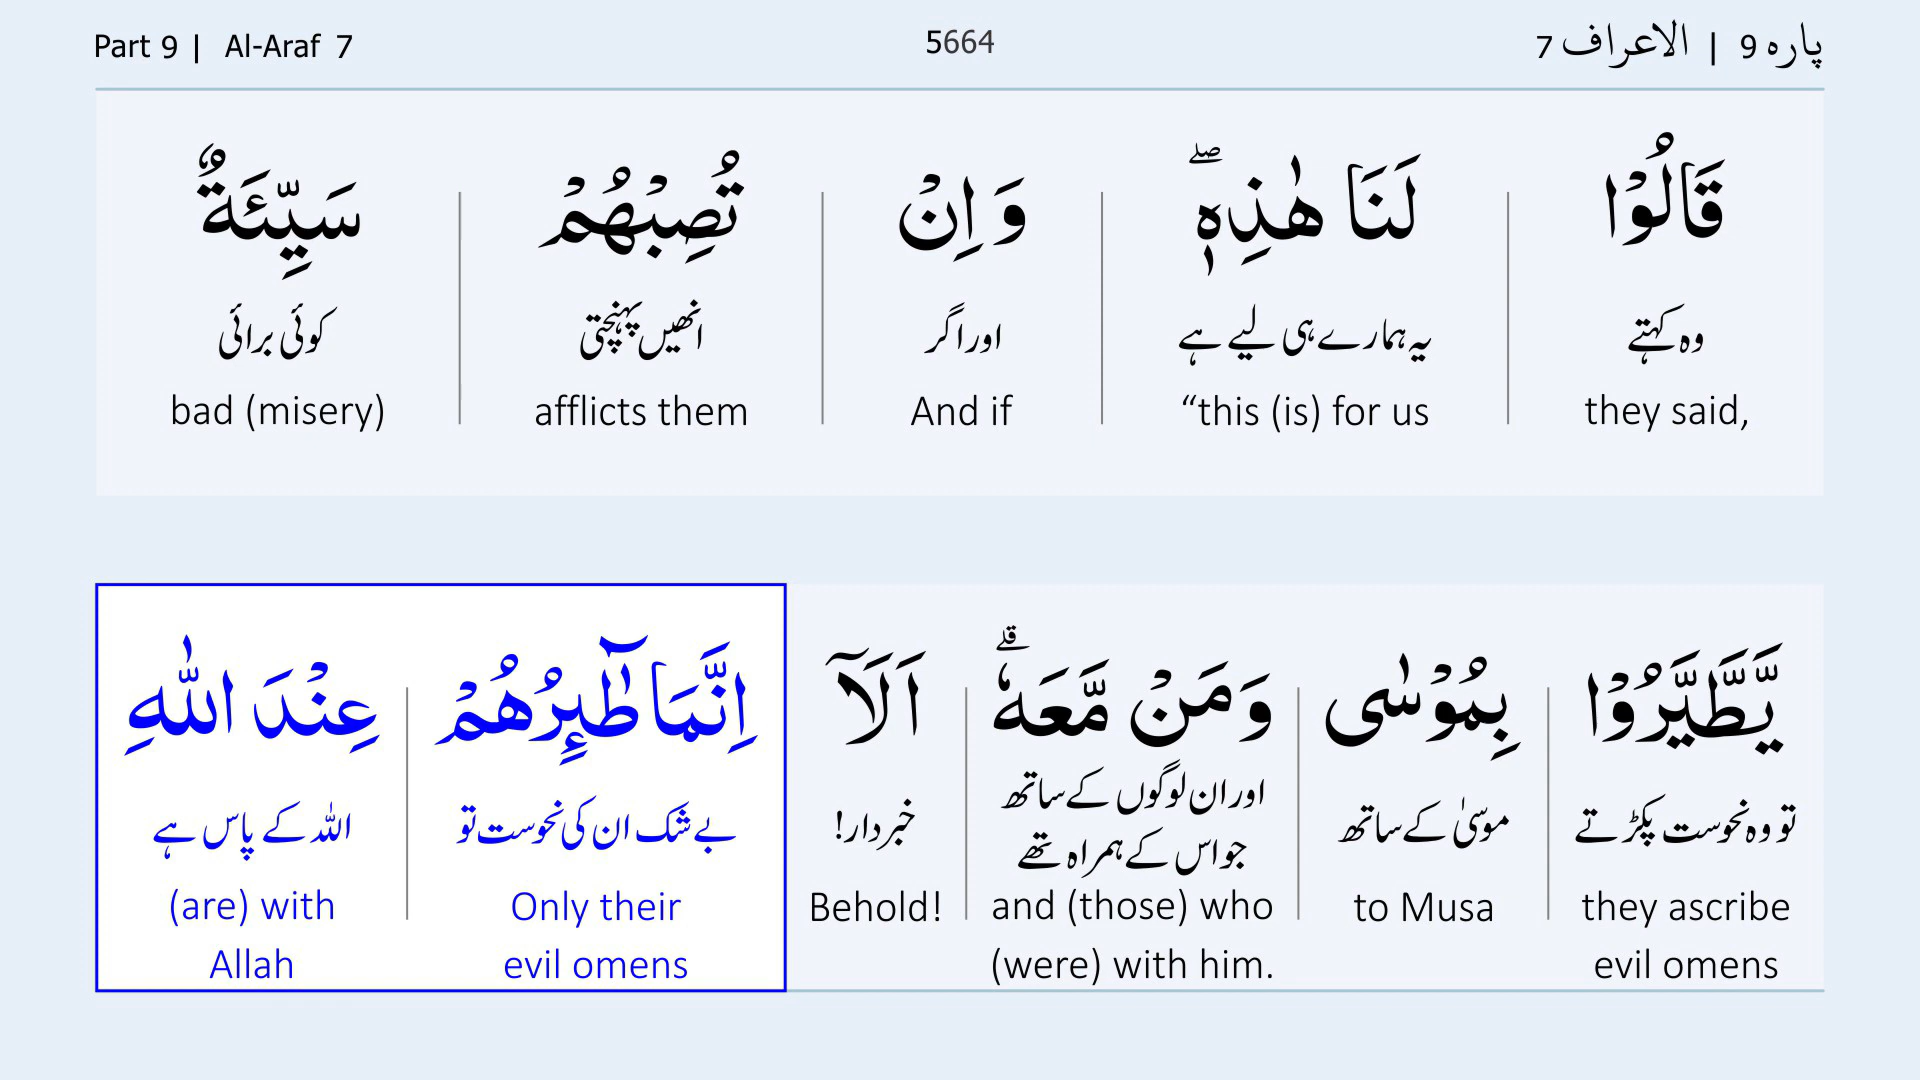 Part 9 | Al-Araf 7 5664 پارہ 9 | الاعراف 7
قَالُوْا لَنَا هٰذِهٖ ۖ وَ اِنْ تُصِبْهُمْ سَيِّئَةٌ
وہ کہتے یہ ہمارے ہی لیے ہے اور اگر انھیں پہنچتی کوئی برائی
they said, “this (is) for us And if afflicts them bad (misery)
يَّطَّيَّرُوْا بِمُوْسٰى وَ مَنْ مَّعَهٗ ۗ اَلَاۤ اِنَّمَا طٰٓىِٕرُهُمْ عِنْدَ اللّٰهِ
تو وہ نحوست پکڑتے موسیٰ کے ساتھ اور ان لوگوں کے ساتھ جو اس کے ہمراہ تھے خبردار! بے شک ان کی نحوست تو اللہ کے پاس ہے
they ascribe to Musa and (those) who Behold! Only their (are) with
evil omens (were) with him. evil omens Allah